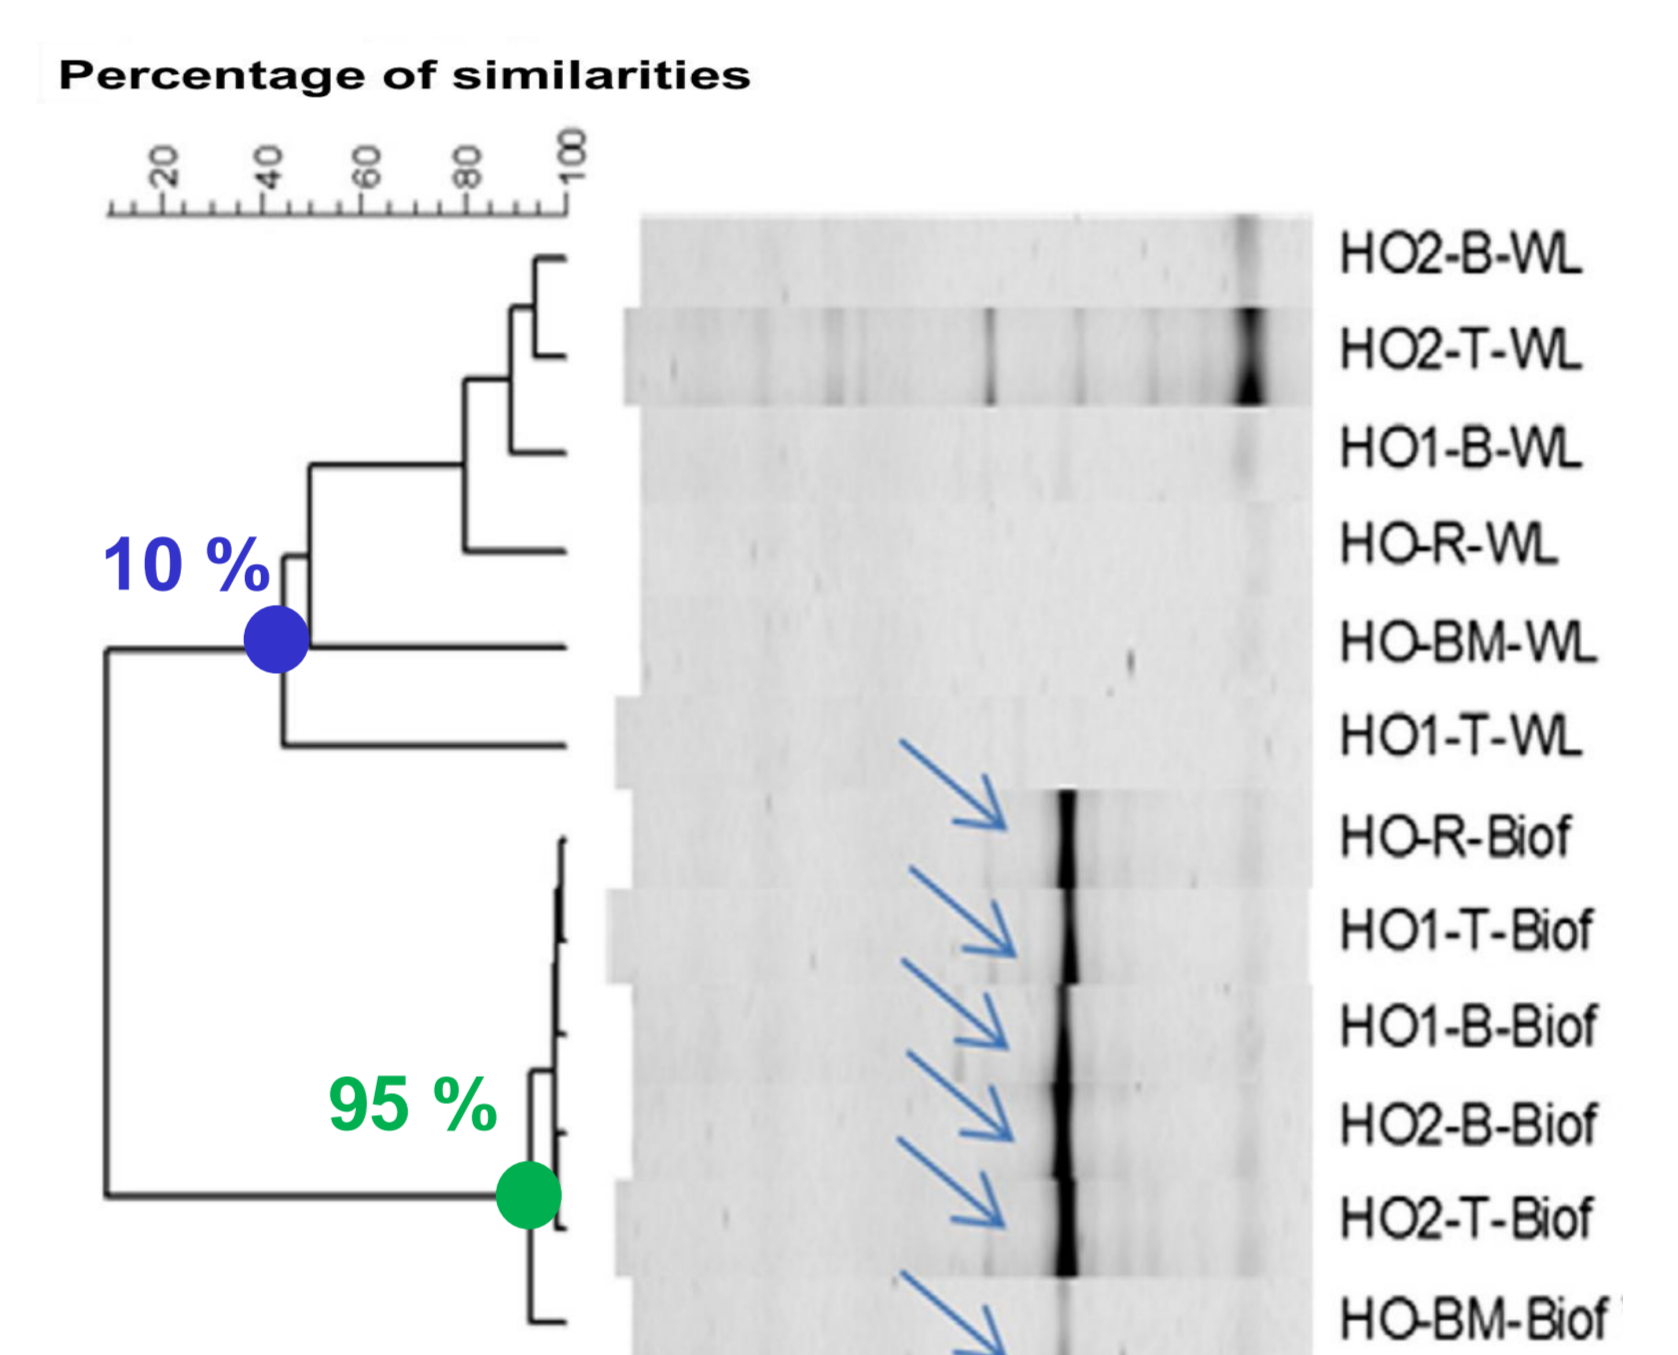 Percentage of similarities
20 40 60 80 100
HO2-B-WL
HO2-T-WL
HO1-B-WL
HO-R-WL
10 %
HO-BM-WL
HO1-T-WL
HO-R-Biof
HO1-T-Biof
HO1-B-Biof
95 %
HO2-B-Biof
HO2-T-Biof
HO-BM-Biof